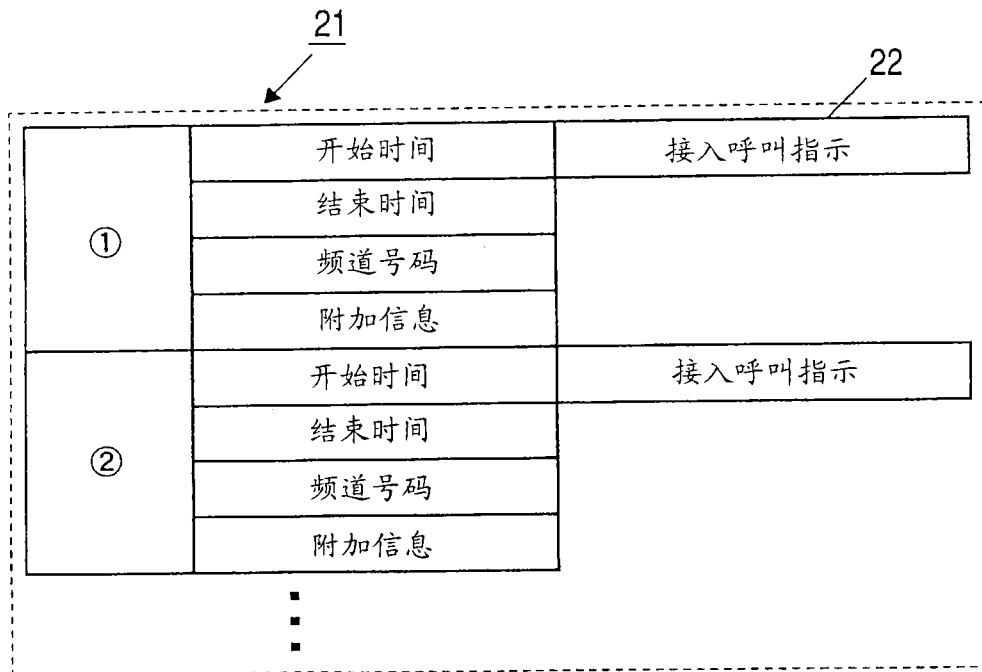 21
22
开始时间 接入呼叫指示
结束时间
①
频道号码
附加信息
开始时间 接入呼叫指示
结束时间
②
频道号码
附加信息